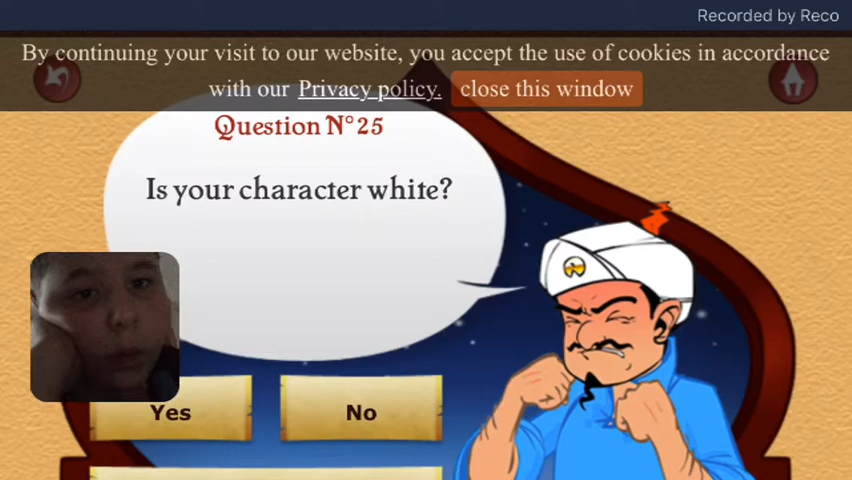 Recorded by Reco
By continuing your visit to our website, you accept the use of cookies in accordance
with our Privacy policy. close this window
Question N°25
Is your character white?
Yes No